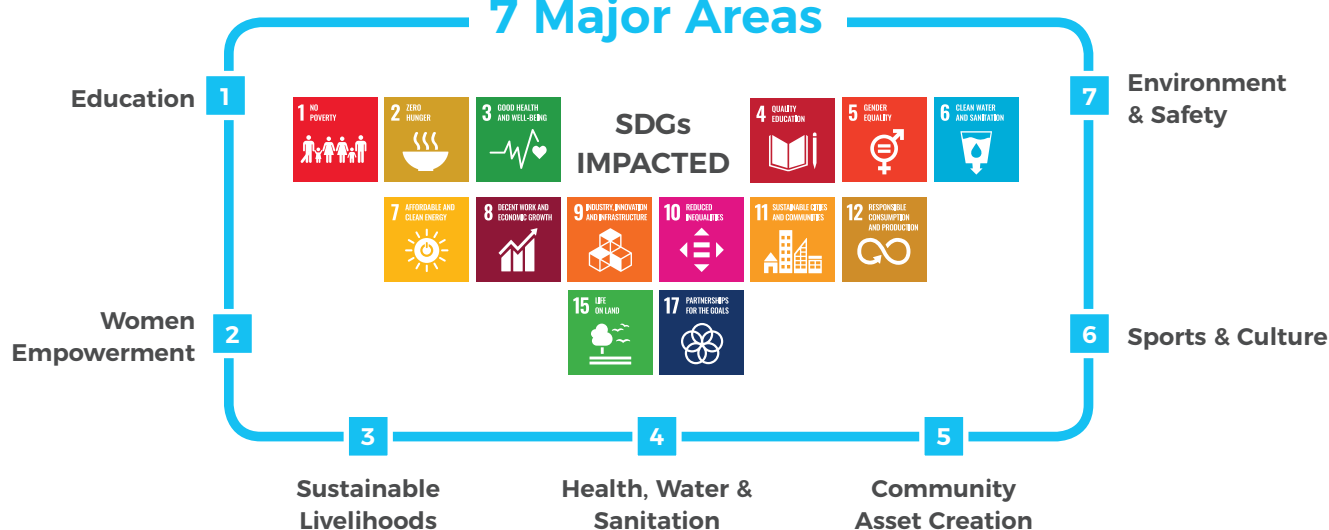 7 Major Areas
Education
1
7
Environment
& Safety
1 NO
POVERTY
2 ZERO
HUNGER
3 GOOD HEALTH
AND WELL-BEING
SDGs
IMPACTED
4 QUALITY
EDUCATION
5 GENDER
EQUALITY
6 CLEAN WATER
AND SANITATION
7 AFFORDABLE AND
CLEAN ENERGY
8 DECENT WORK AND
ECONOMIC GROWTH
9 INDUSTRY, INNOVATION
AND INFRASTRUCTURE
10 REDUCED
INEQUALITIES
11 SUSTAINABLE CITIES
AND COMMUNITIES
12 RESPONSIBLE
CONSUMPTION
AND PRODUCTION
15 LIFE
ON LAND
17 PARTNERSHIPS
FOR THE GOALS
Women
Empowerment
2
6
Sports & Culture
3
Sustainable
Livelihoods
4
Health, Water &
Sanitation
5
Community
Asset Creation